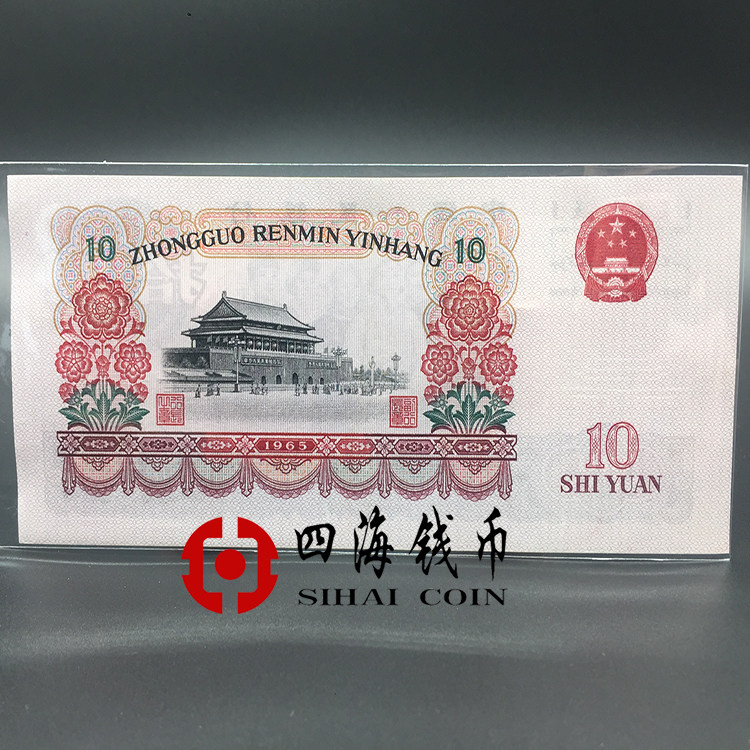 10 ZHONGGUO RENMIN YINHANG 10
1965
10
SHI YUAN
四海钱币
SIHAI COIN